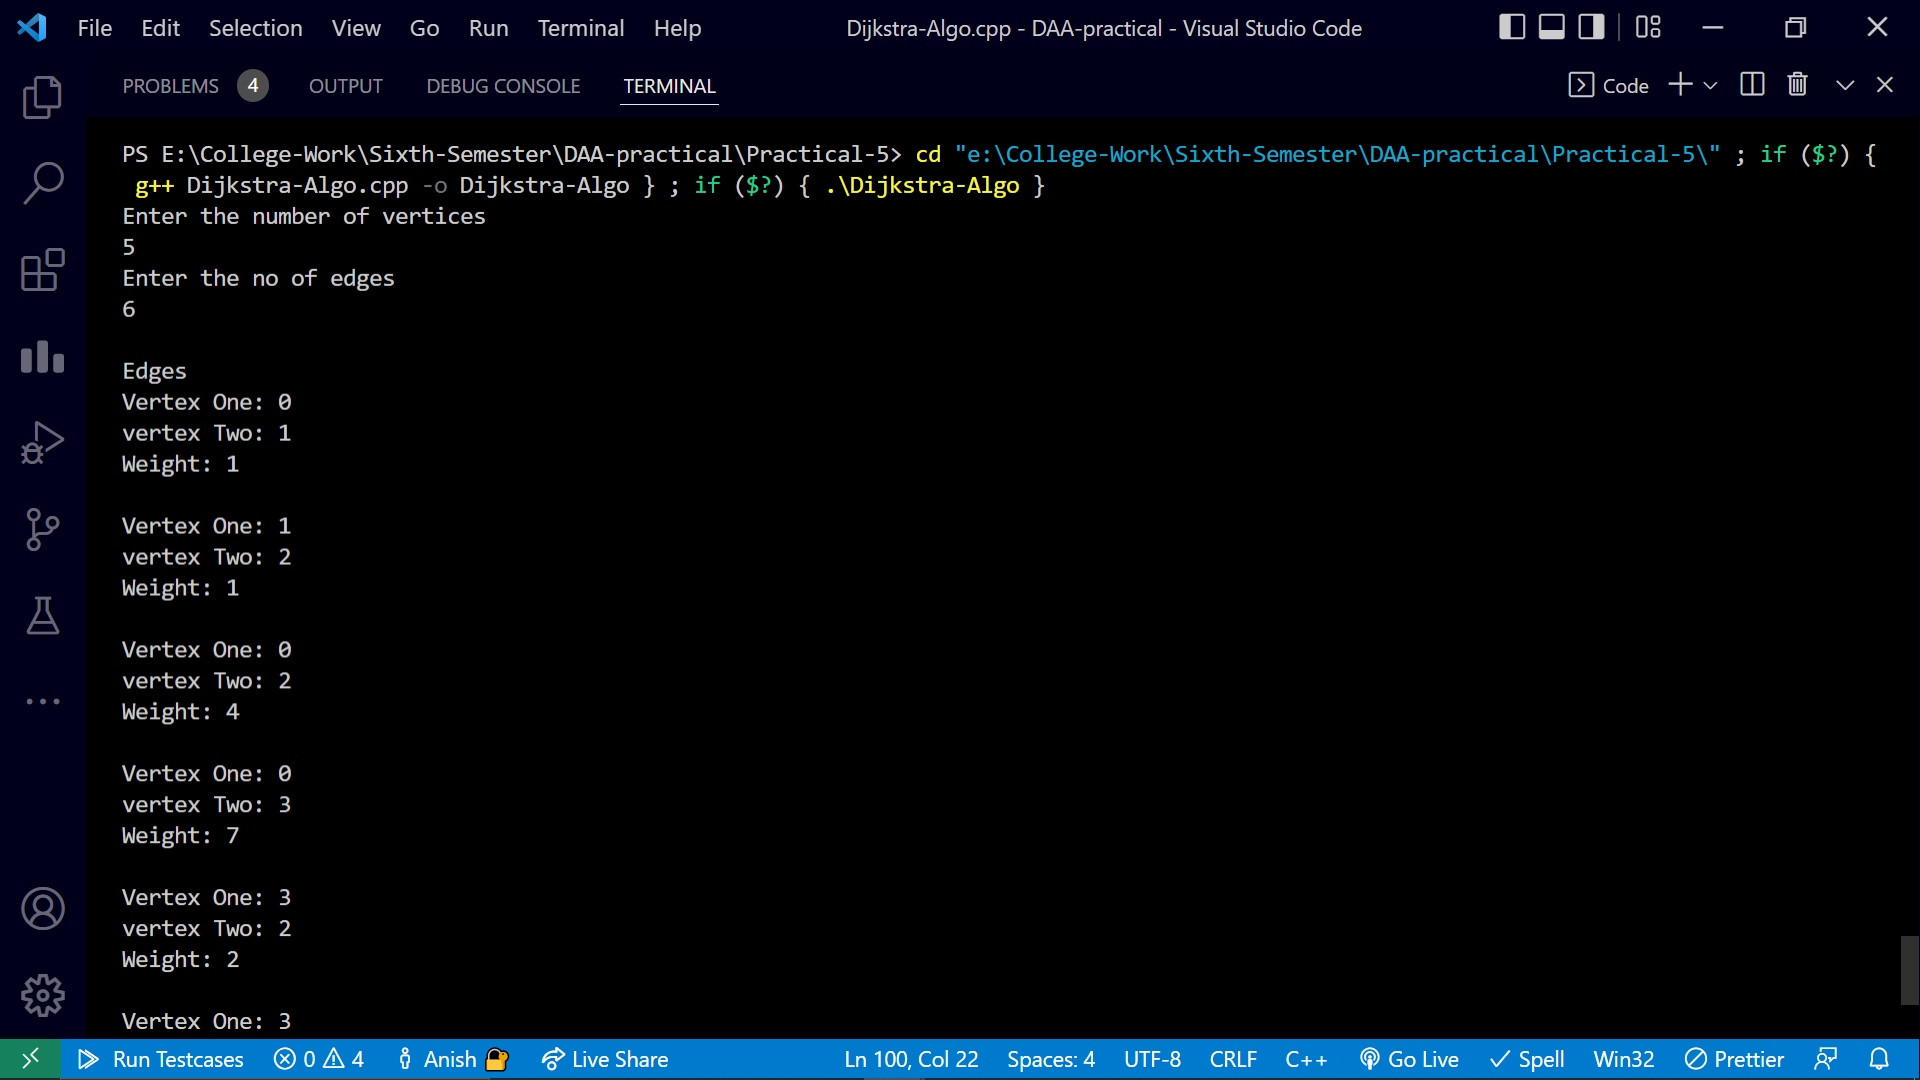 File Edit Selection View Go Run Terminal Help Dijkstra-Algo.cpp - DAA-practical - Visual Studio Code
PROBLEMS 4 OUTPUT DEBUG CONSOLE TERMINAL Code
PS E:\College-Work\Sixth-Semester\DAA-practical\Practical-5> cd "e:\College-Work\Sixth-Semester\DAA-practical\Practical-5\" ; if ($?) {
g++ Dijkstra-Algo.cpp -o Dijkstra-Algo } ; if ($?) { .\Dijkstra-Algo }
Enter the number of vertices
5
Enter the no of edges
6
Edges
Vertex One: 0
vertex Two: 1
Weight: 1
Vertex One: 1
vertex Two: 2
Weight: 1
Vertex One: 0
vertex Two: 2
Weight: 4
Vertex One: 0
vertex Two: 3
Weight: 7
Vertex One: 3
vertex Two: 2
Weight: 2
Vertex One: 3
Run Testcases 0 4 Anish Live Share Ln 100, Col 22 Spaces: 4 UTF-8 CRLF C++ Go Live Spell Win32 Prettier